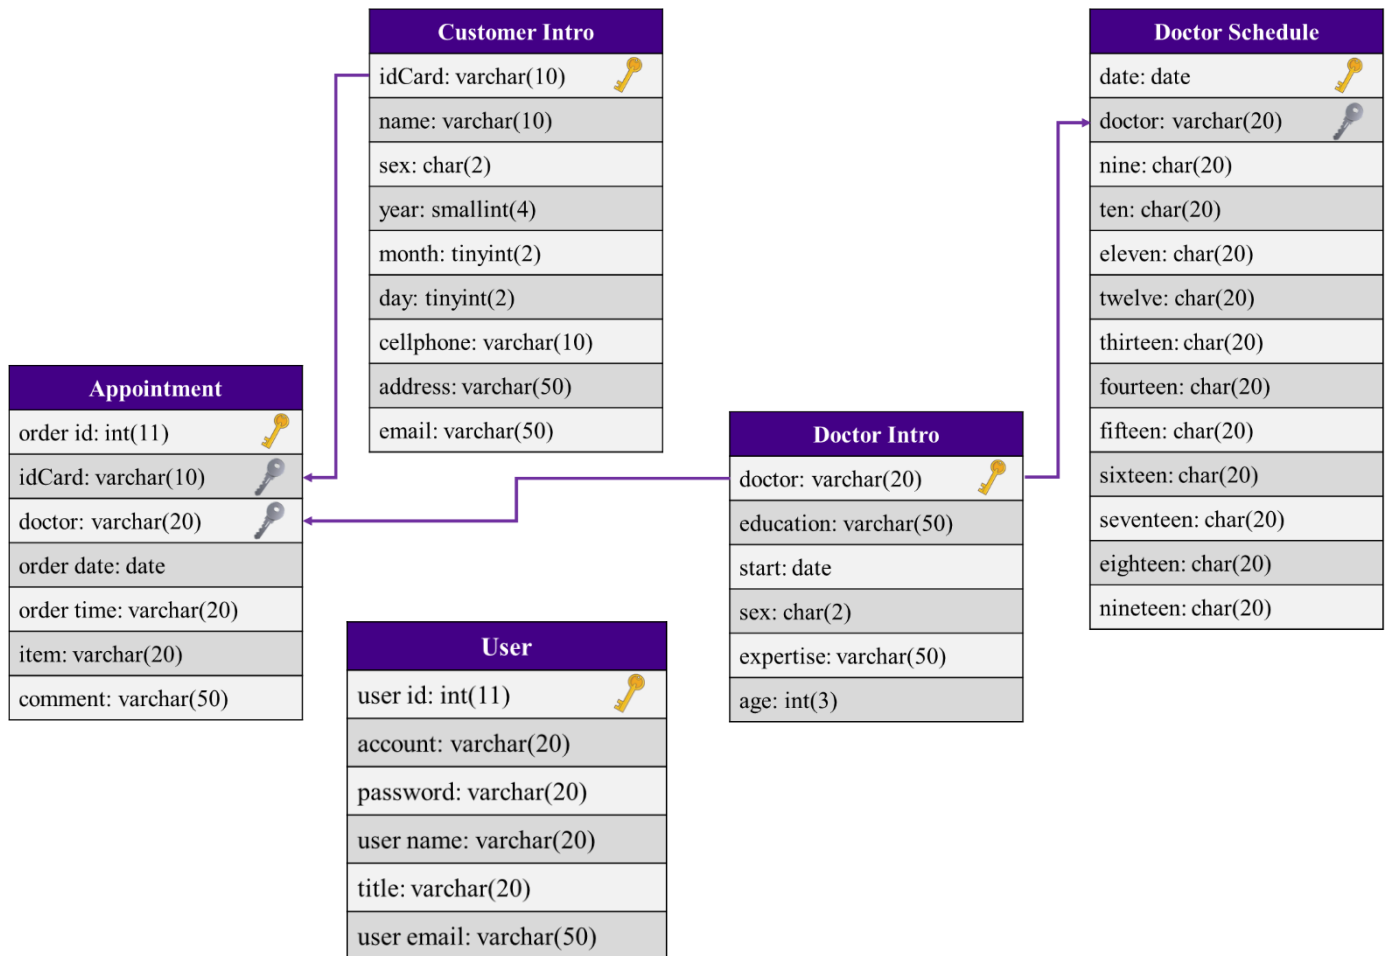 Customer Intro
idCard: varchar(10)
name: varchar(10)
sex: char(2)
year: smallint(4)
month: tinyint(2)
day: tinyint(2)
cellphone: varchar(10)
address: varchar(50)
email: varchar(50)
Doctor Schedule
date: date
doctor: varchar(20)
nine: char(20)
ten: char(20)
eleven: char(20)
twelve: char(20)
thirteen: char(20)
fourteen: char(20)
fifteen: char(20)
sixteen: char(20)
seventeen: char(20)
eighteen: char(20)
nineteen: char(20)
Appointment
order id: int(11)
idCard: varchar(10)
doctor: varchar(20)
order date: date
order time: varchar(20)
item: varchar(20)
comment: varchar(50)
Doctor Intro
doctor: varchar(20)
education: varchar(50)
start: date
sex: char(2)
expertise: varchar(50)
age: int(3)
User
user id: int(11)
account: varchar(20)
password: varchar(20)
user name: varchar(20)
title: varchar(20)
user email: varchar(50)